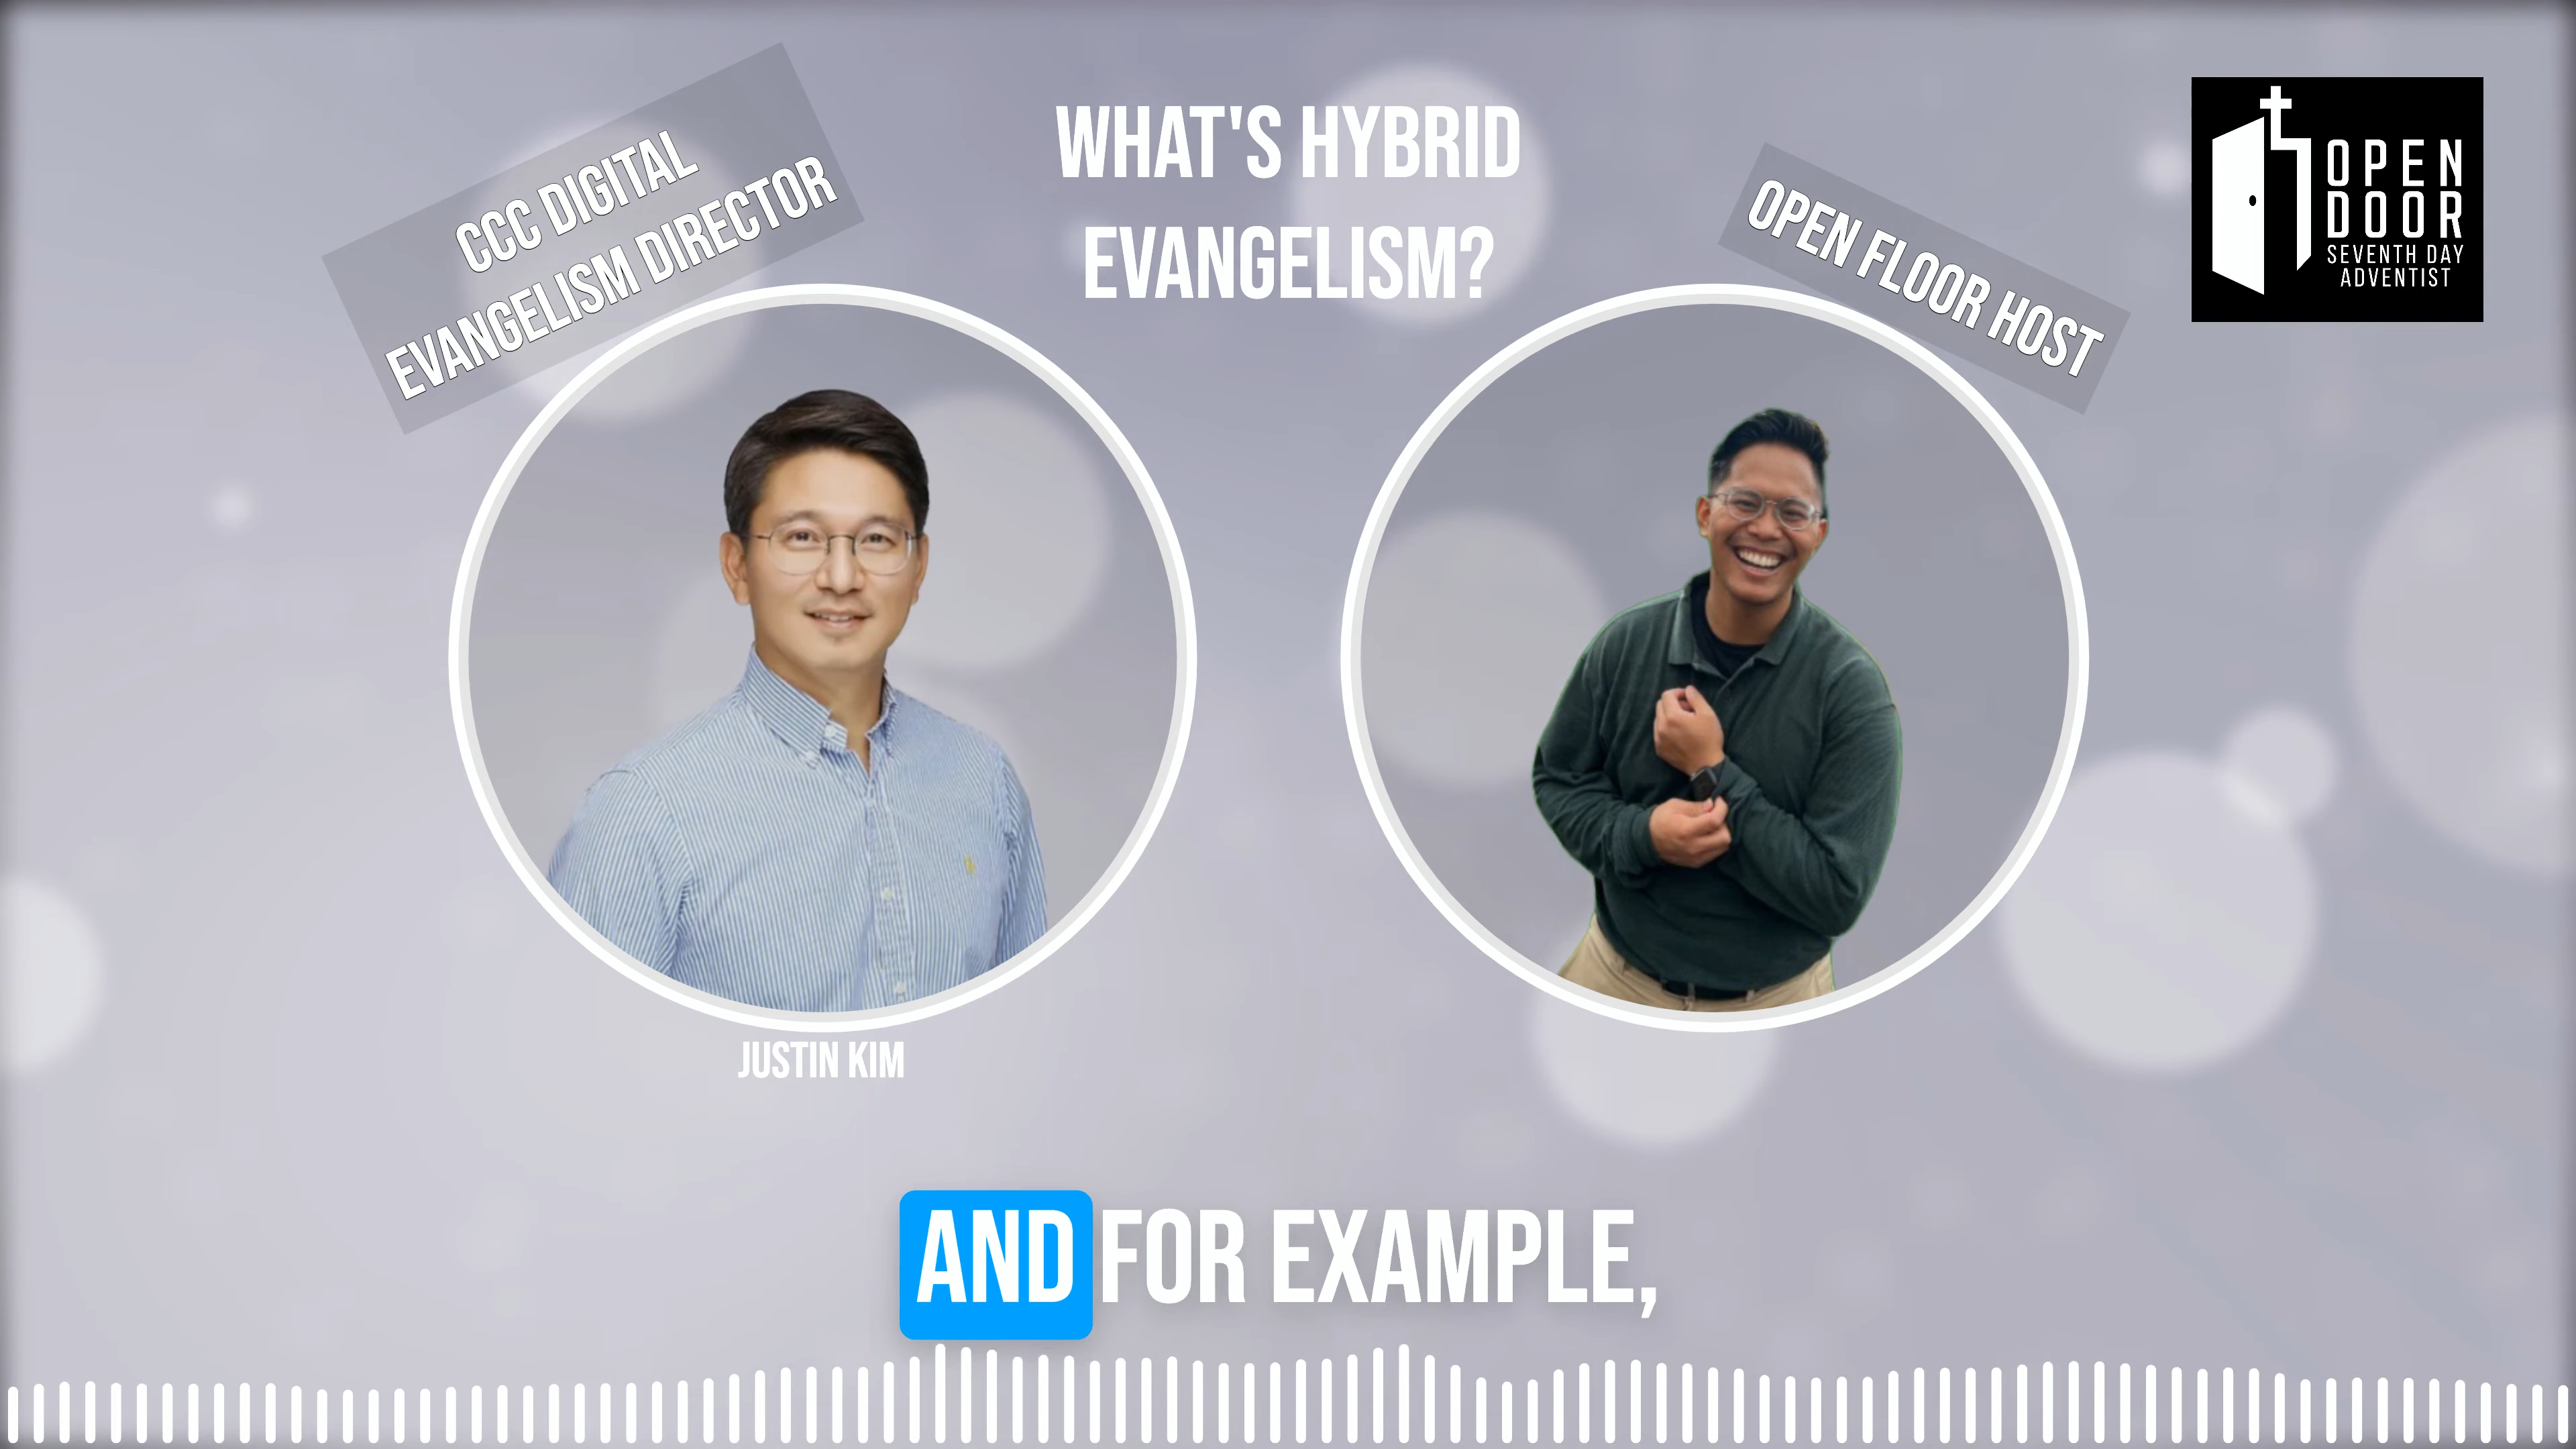 CCC DIGITAL
EVANGELISM DIRECTOR
WHAT'S HYBRID
EVANGELISM?
OPEN FLOOR HOST
OPEN
DOOR
SEVENTH DAY
ADVENTIST
JUSTIN KIM
AND FOR EXAMPLE,